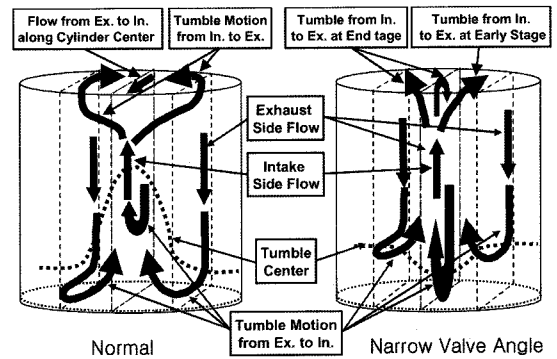 Flow from Ex. to In.
along Cylinder Center
Tumble Motion
from In. to Ex.
Tumble from In.
to Ex. at End tage
Tumble from In.
to Ex. at Early Stage
Exhaust
Side Flow
Intake
Side Flow
Tumble
Center
Tumble Motion
from Ex. to In.
Normal
Narrow Valve Angle